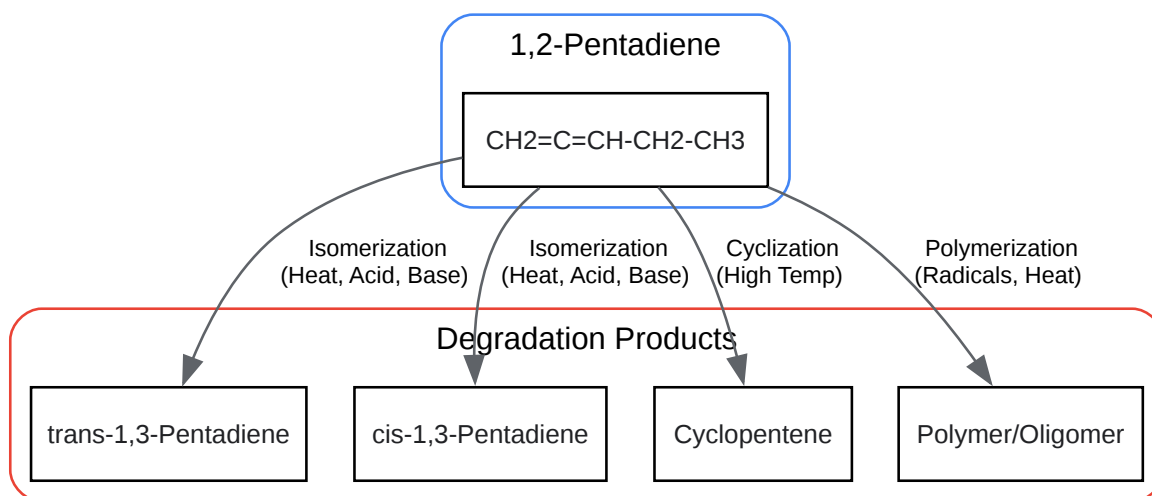 1,2-Pentadiene
CH2=C=CH-CH2-CH3
Isomerization
(Heat, Acid, Base)
Isomerization
(Heat, Acid, Base)
Cyclization
(High Temp)
Polymerization
(Radicals, Heat)
Degradation Products
trans-1,3-Pentadiene
cis-1,3-Pentadiene
Cyclopentene
Polymer/Oligomer